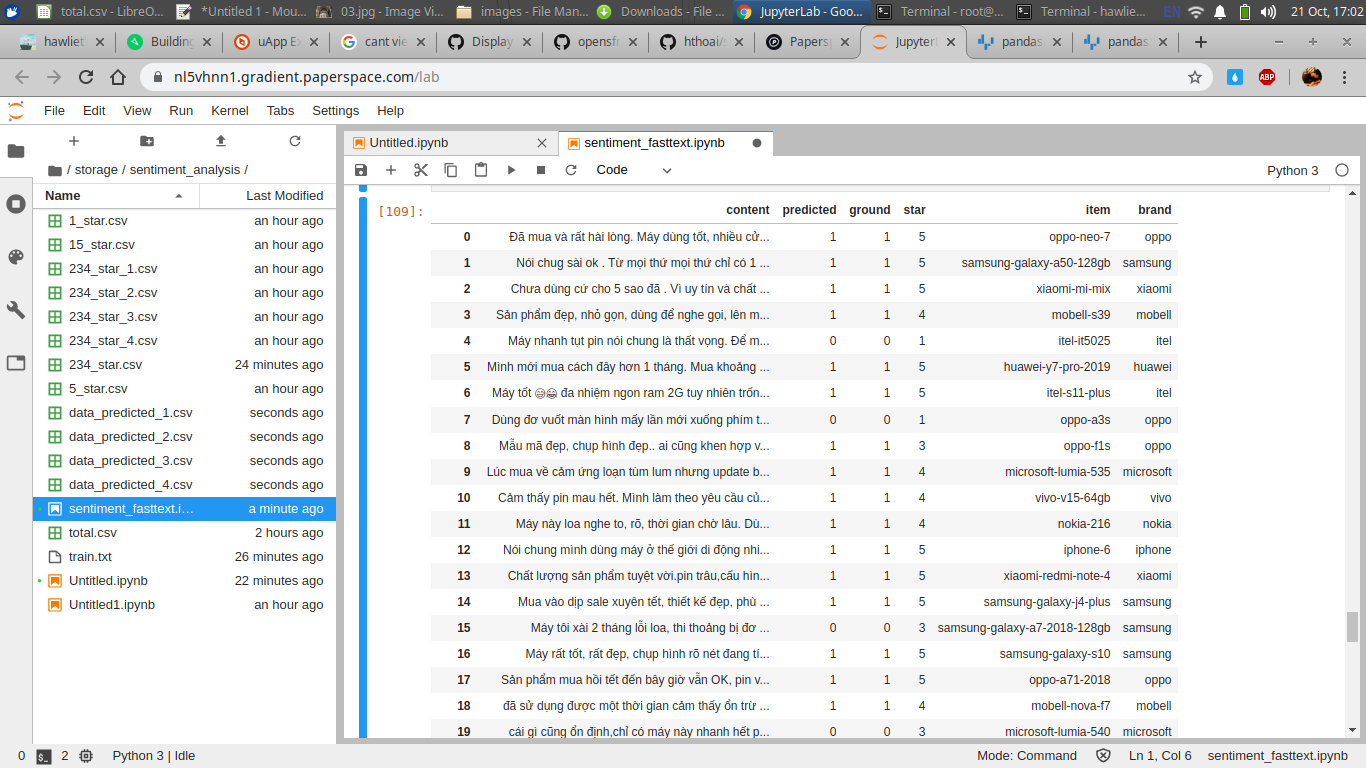 total.csv - LibreO...
*Untitled 1 - Mou...
03.jpg - Image Vi...
images - File Man...
Downloads - File ...
JupyterLab - Goo...
Terminal - root@...
Terminal - hawlie...
EN
21 Oct, 17:02
hawliet
Building
uApp Ex
cant vie
Display
opensf
hthoai/
Papers
Jupyter
pandas
pandas
nl5vhnn1.gradient.paperspace.com/lab
ABP
File Edit View Run Kernel Tabs Settings Help
Untitled.ipynb
sentiment_fasttext.ipynb
/ storage / sentiment_analysis /
Code
Python 3
Name Last Modified
1_star.csv an hour ago
15_star.csv an hour ago
234_star_1.csv an hour ago
234_star_2.csv an hour ago
234_star_3.csv an hour ago
234_star_4.csv an hour ago
234_star.csv 24 minutes ago
5_star.csv an hour ago
data_predicted_1.csv seconds ago
data_predicted_2.csv seconds ago
data_predicted_3.csv seconds ago
data_predicted_4.csv seconds ago
sentiment_fasttext.i... a minute ago
total.csv 2 hours ago
train.txt 26 minutes ago
Untitled.ipynb 22 minutes ago
Untitled1.ipynb an hour ago
[109]:
content predicted ground star item brand
0 Đã mua và rất hài lòng. Máy dùng tốt, nhiều cử... 1 1 5 oppo-neo-7 oppo
1 Nói chug sài ok . Từ mọi thứ mọi thứ chỉ có 1 ... 1 1 5 samsung-galaxy-a50-128gb samsung
2 Chưa dùng cứ cho 5 sao đã . Vì uy tín và chất ... 1 1 5 xiaomi-mi-mix xiaomi
3 Sản phẩm đẹp, nhỏ gọn, dùng để nghe gọi, lên m... 1 1 4 mobell-s39 mobell
4 Máy nhanh tụt pin nói chung là thất vọng. Để m... 0 0 1 itel-it5025 itel
5 Mình mới mua cách đây hơn 1 tháng. Mua khoảng ... 1 1 5 huawei-y7-pro-2019 huawei
6 Máy tốt 😅😁 đa nhiệm ngon ram 2G tuy nhiên trốn... 1 1 5 itel-s11-plus itel
7 Dùng đơ vuốt màn hình mấy lần mới xuống phím t... 0 0 1 oppo-a3s oppo
8 Mẫu mã đẹp, chụp hình đẹp.. ai cũng khen hợp v... 1 1 3 oppo-f1s oppo
9 Lúc mua về cảm ứng loạn tùm lum nhưng update b... 1 1 4 microsoft-lumia-535 microsoft
10 Cảm thấy pin mau hết. Mình làm theo yêu cầu củ... 1 1 4 vivo-v15-64gb vivo
11 Máy này loa nghe to, rõ, thời gian chờ lâu. Dù... 1 1 4 nokia-216 nokia
12 Nói chung mình dùng máy ở thế giới di động nhi... 1 1 5 iphone-6 iphone
13 Chất lượng sản phẩm tuyệt vời.pin trâu,cấu hìn... 1 1 5 xiaomi-redmi-note-4 xiaomi
14 Mua vào dịp sale xuyên tết, thiết kế đẹp, phù ... 1 1 5 samsung-galaxy-j4-plus samsung
15 Máy tôi xài 2 tháng lỗi loa, thi thoảng bị đơ ... 0 0 3 samsung-galaxy-a7-2018-128gb samsung
16 Máy rất tốt, rất đẹp, chụp hình rõ nét đang tí... 1 1 5 samsung-galaxy-s10 samsung
17 Sản phẩm mua hồi tết đến bây giờ vẫn OK, pin v... 1 1 5 oppo-a71-2018 oppo
18 đã sử dụng được một thời gian cảm thấy ổn trừ ... 1 1 4 mobell-nova-f7 mobell
19 cái gì cũng ổn định,chỉ có máy này nhanh hết p... 0 0 3 microsoft-lumia-540 microsoft
0 2 Python 3 | Idle
Mode: Command Ln 1, Col 6 sentiment_fasttext.ipynb